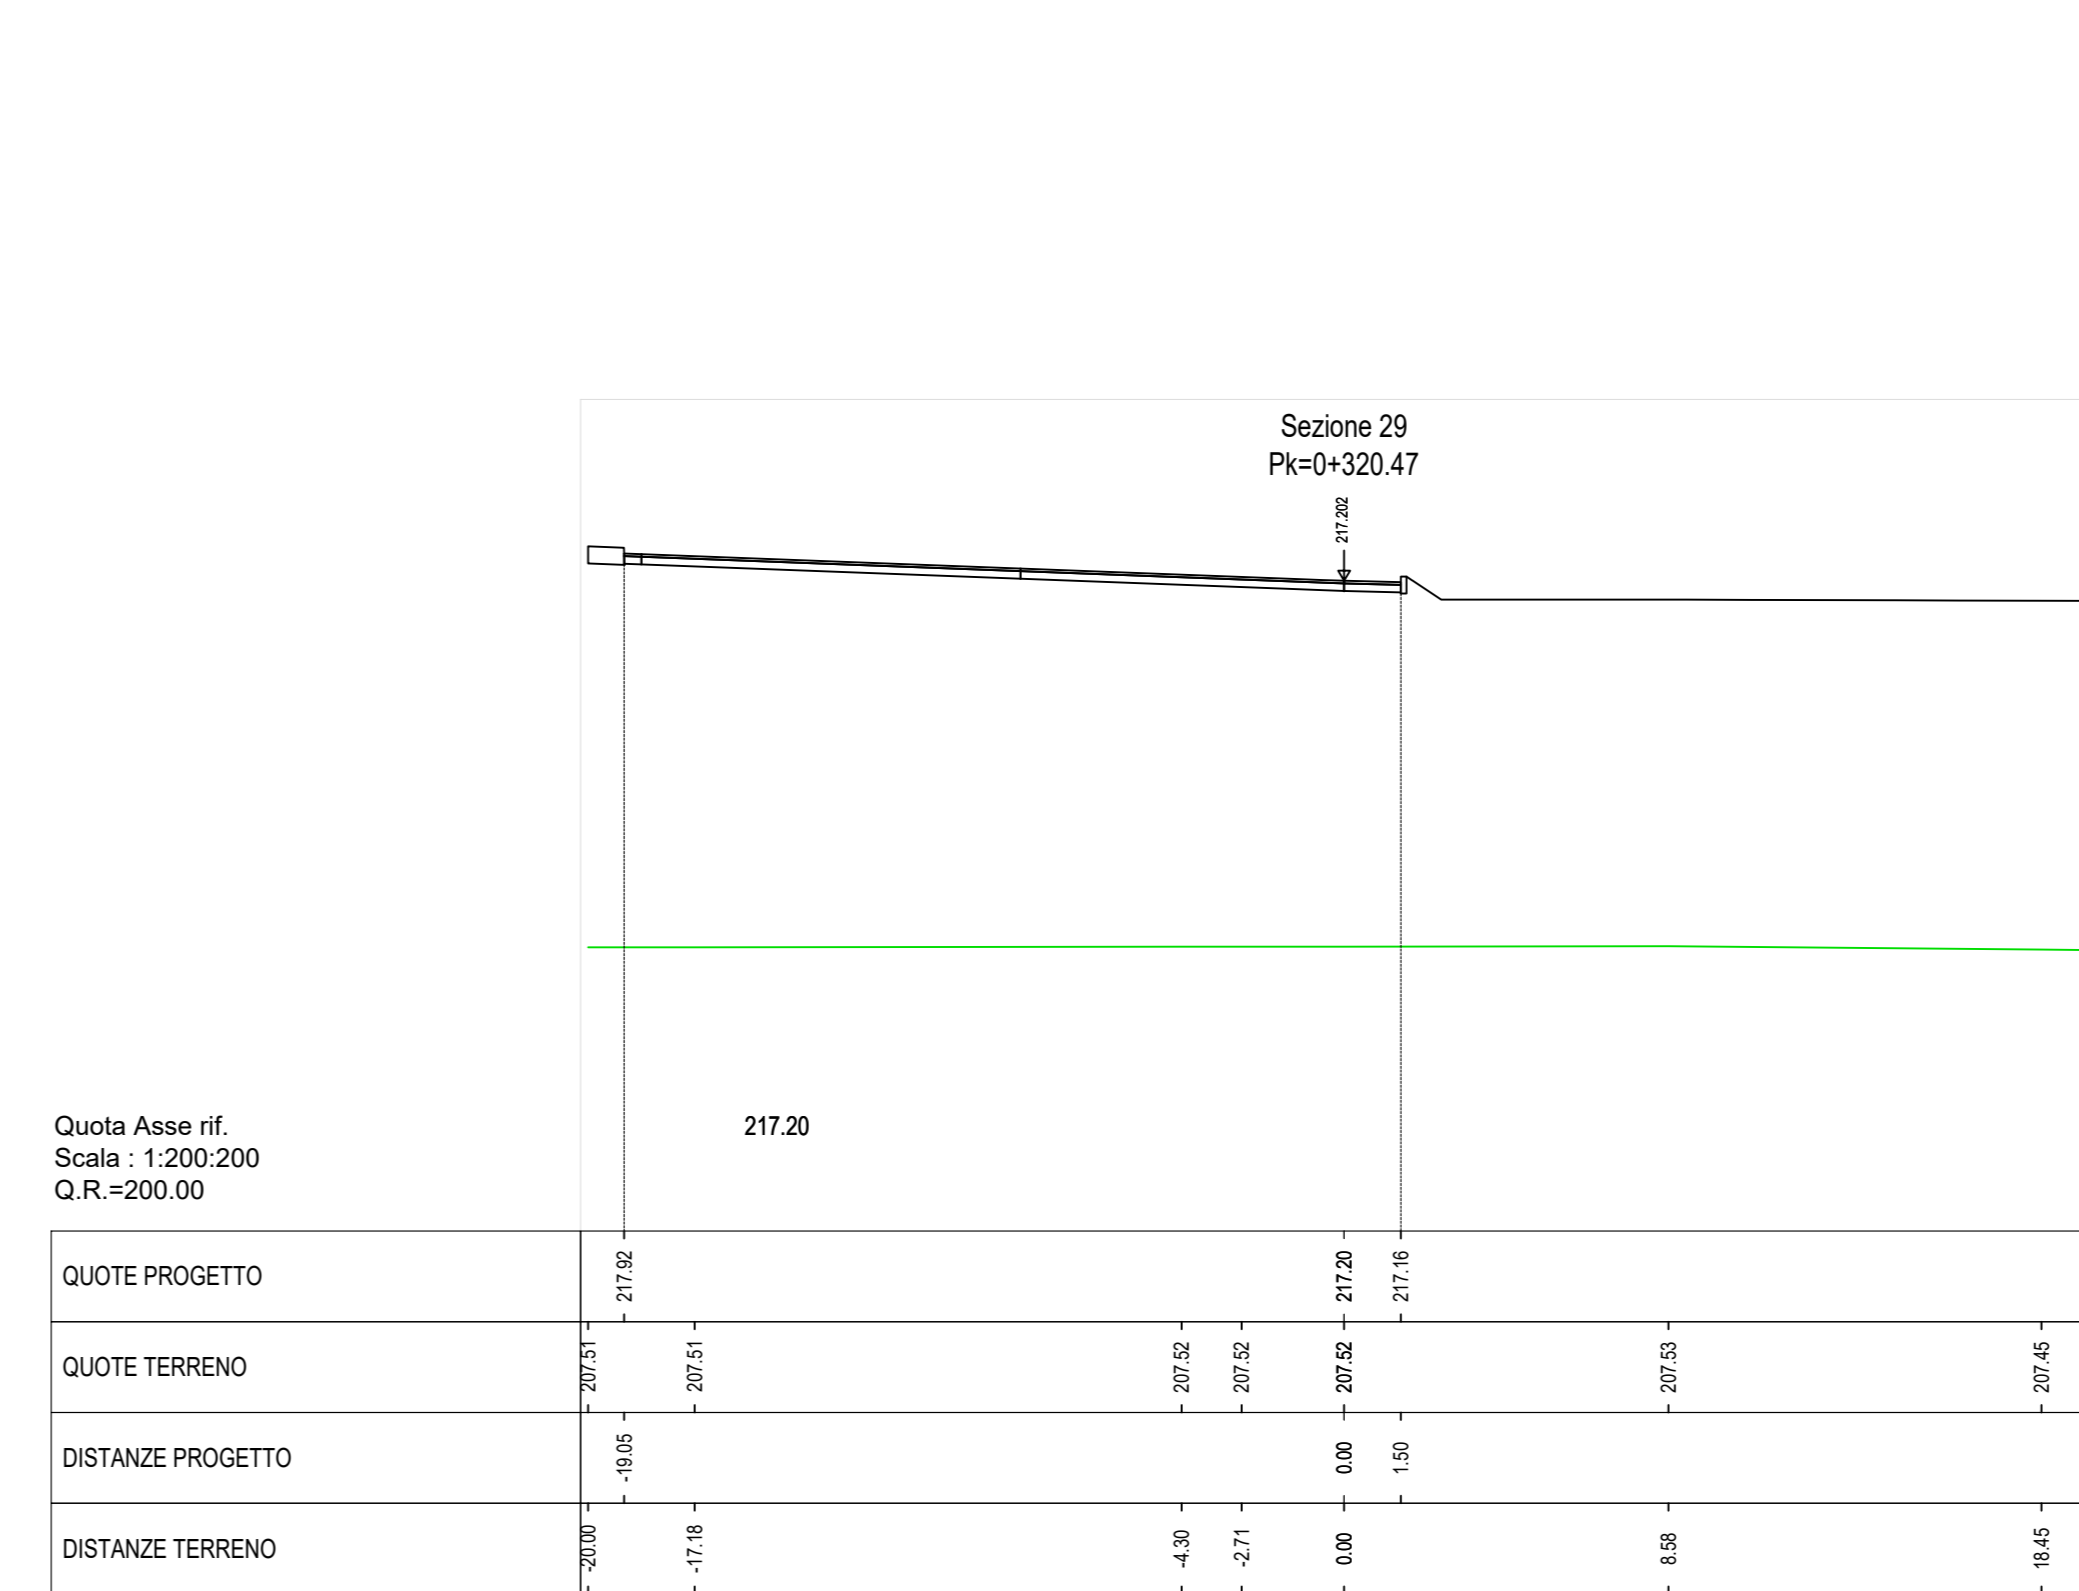 Sezione 29
Pk=0+320.47
217.202
Quota Asse rif. 217.20
Scala : 1:200:200
Q.R.=200.00
QUOTE PROGETTO 217.92 217.20 217.16
QUOTE TERRENO 207.51 207.51 207.52 207.52 207.52 207.53 207.45
DISTANZE PROGETTO -19.05 0.00 1.50
DISTANZE TERRENO -20.00 -17.18 -4.30 -2.71 0.00 8.58 18.45